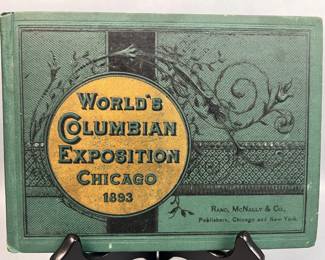 WORLD'S
COLUMBIAN
EXPOSITION
CHICAGO
1893
RAND, MCNALLY & CO.,
Publishers, Chicago and New York.